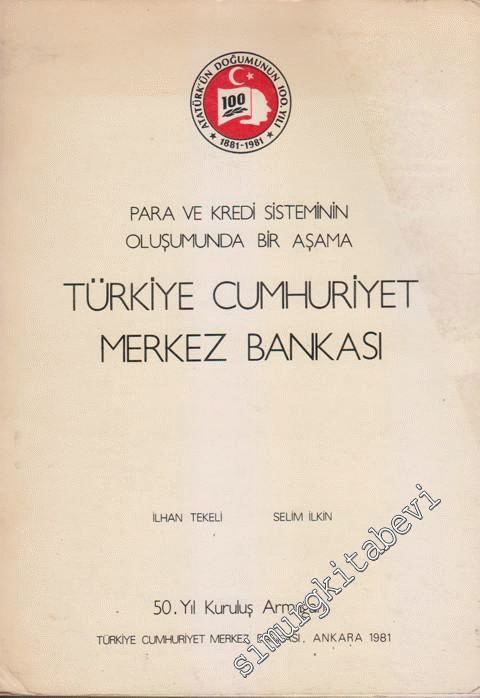 ATATÜRK'ÜN DOĞUMUNUN 100. YILI
100
* 1881-1981 *
PARA VE KREDİ SİSTEMİNİN
OLUŞUMUNDA BİR AŞAMA
TÜRKİYE CUMHURİYET
MERKEZ BANKASI
İLHAN TEKELİ SELİM İLKİN
50. Yıl Kuruluş
TÜRKİYE CUMHURİYET MERKEZ BANKASI, ANKARA 1981
simurgkitabevi